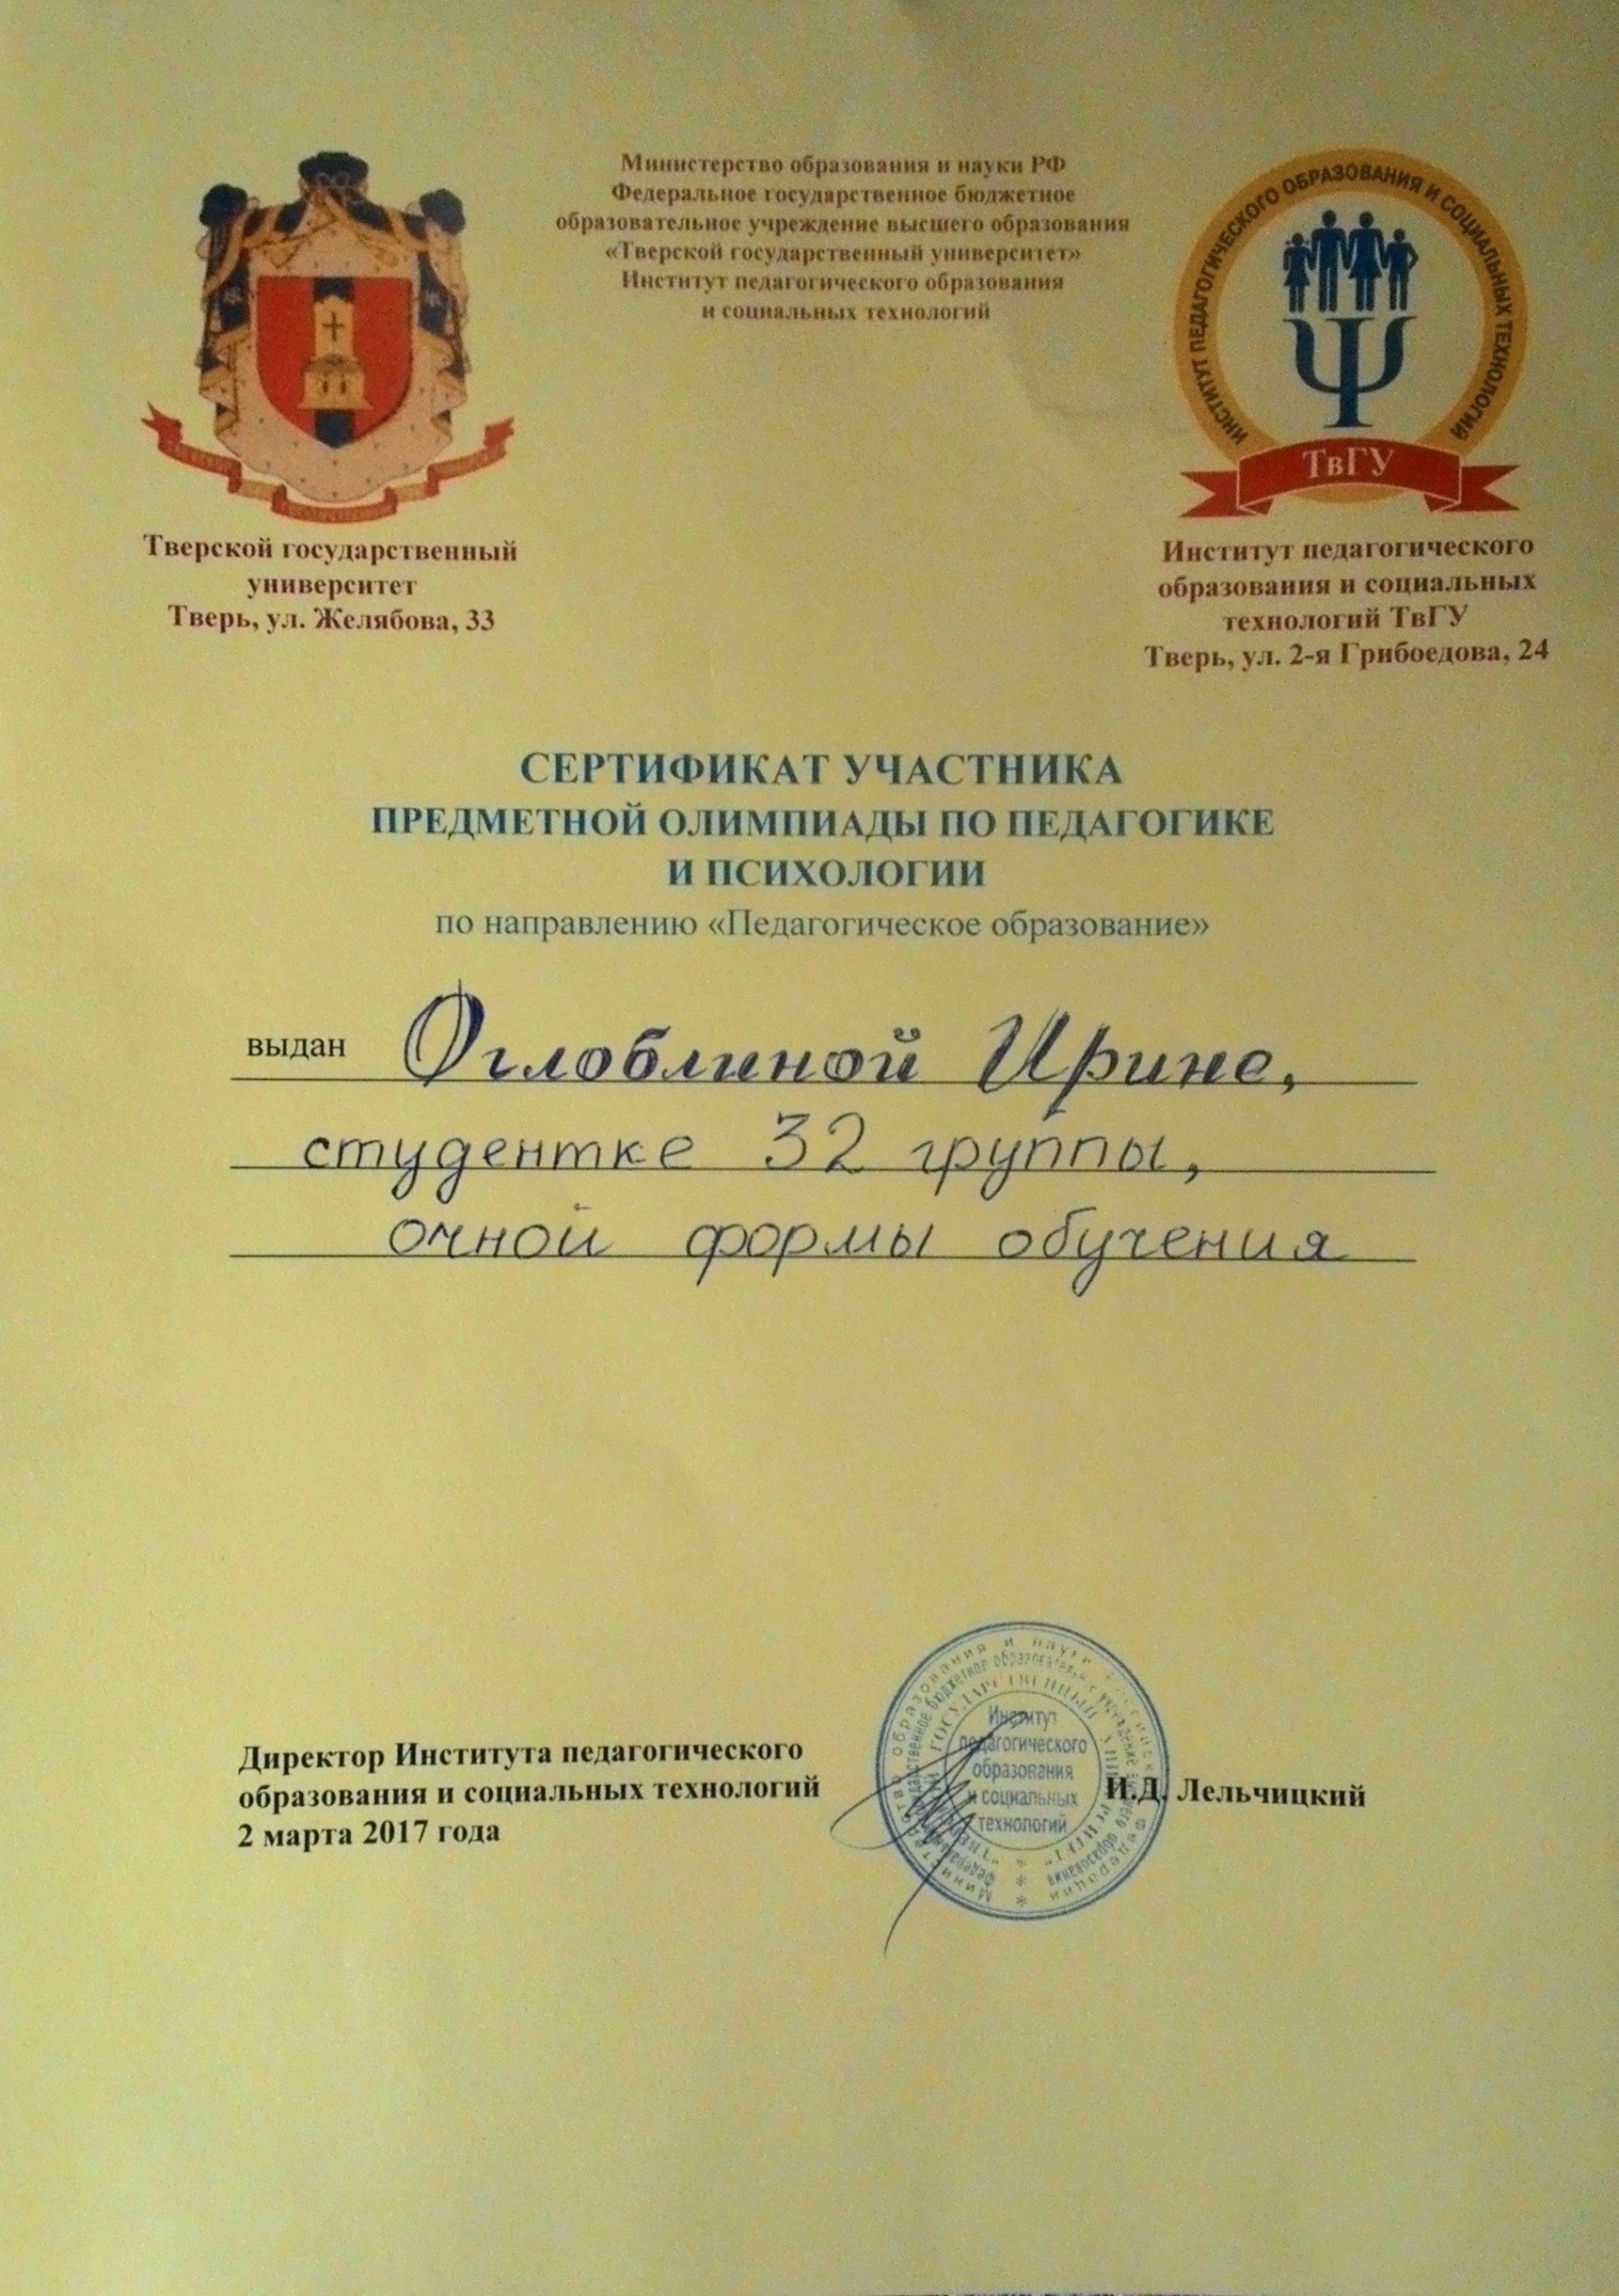 Министерство образования и науки РФ
Федеральное государственное бюджетное
образовательное учреждение высшего образования
«Тверской государственный университет»
Институт педагогического образования
и социальных технологий
ИНСТИТУТ ПЕДАГОГИЧЕСКОГО ОБРАЗОВАНИЯ И СОЦИАЛЬНЫХ ТЕХНОЛОГИЙ
ТвГУ
Тверской государственный
университет
Тверь, ул. Желябова, 33
Институт педагогического
образования и социальных
технологий ТвГУ
Тверь, ул. 2-я Грибоедова, 24
СЕРТИФИКАТ УЧАСТНИКА
ПРЕДМЕТНОЙ ОЛИМПИАДЫ ПО ПЕДАГОГИКЕ
И ПСИХОЛОГИИ
по направлению «Педагогическое образование»
выдан Оглоблиной Ирине,
студентке 32 группы,
очной формы обучения
Директор Института педагогического
образования и социальных технологий
2 марта 2017 года
И.Д. Лельчицкий
Институт
педагогического
образования
и социальных
технологий